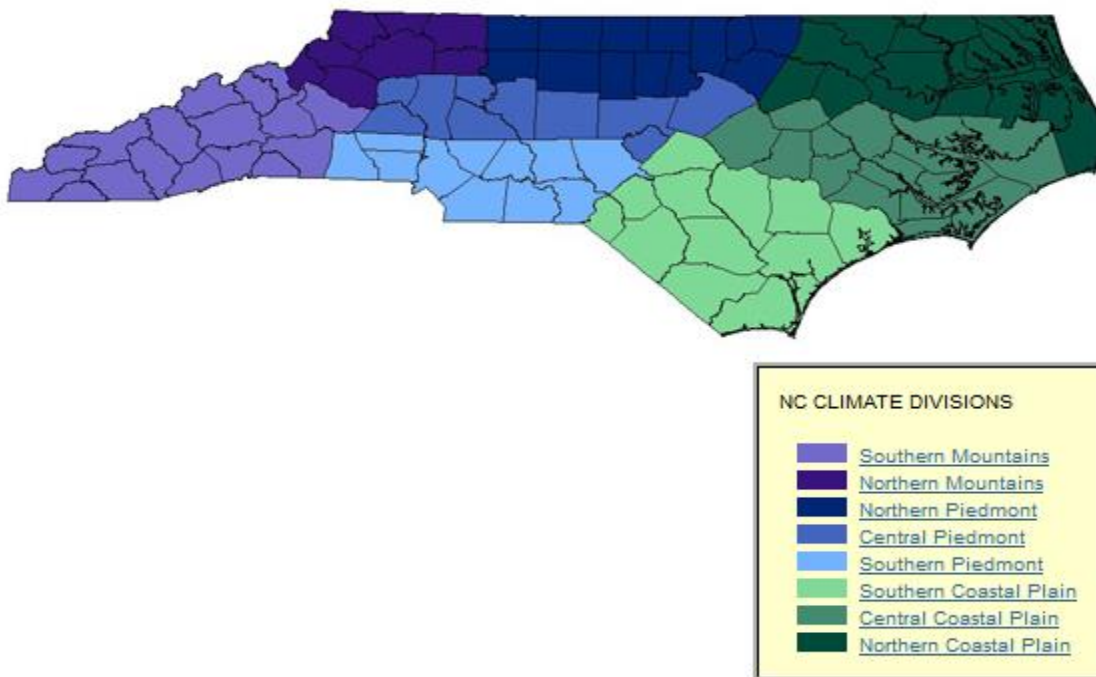 NC CLIMATE DIVISIONS
Southern Mountains
Northern Mountains
Northern Piedmont
Central Piedmont
Southern Piedmont
Southern Coastal Plain
Central Coastal Plain
Northern Coastal Plain